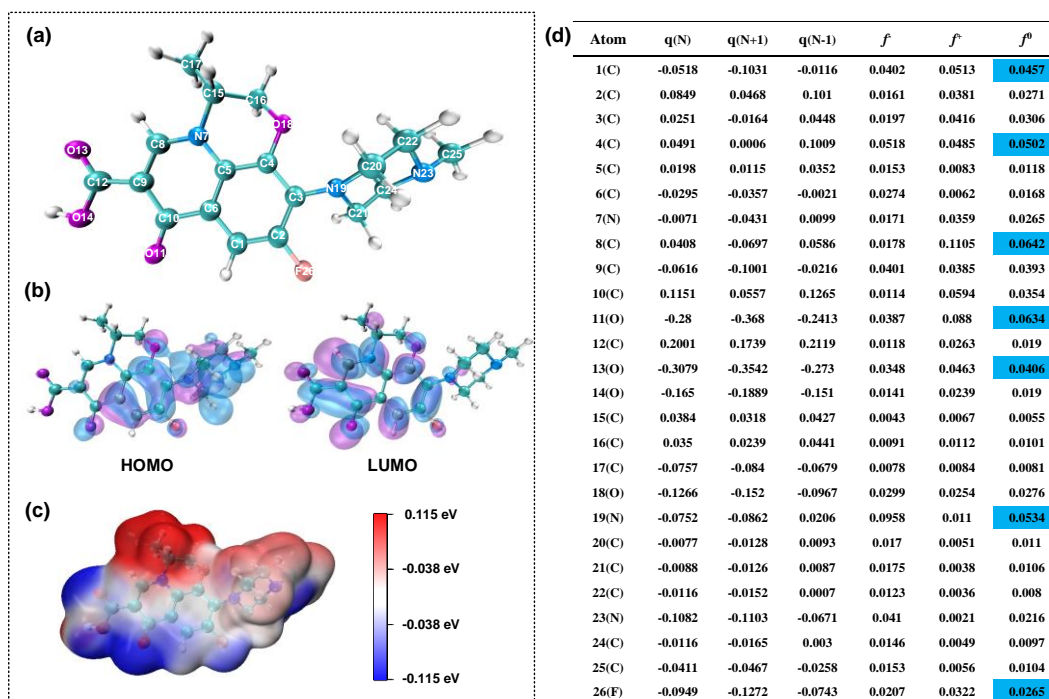 (a)
C17
C15
C16
O18
N7
C8
O13
C12
C9
O14
C10
O11
C5
C6
C4
C3
C1
C2
F26
N19
C20
C22
C25
N23
C24
C21
(b)
HOMO
LUMO
(c)
0.115 eV
-0.038 eV
-0.038 eV
-0.115 eV
(d)
Atom q(N) q(N+1) q(N-1) f- f+ f0
1(C) -0.0518 -0.1031 -0.0116 0.0402 0.0513 0.0457
2(C) 0.0849 0.0468 0.101 0.0161 0.0381 0.0271
3(C) 0.0251 -0.0164 0.0448 0.0197 0.0416 0.0306
4(C) 0.0491 0.0006 0.1009 0.0518 0.0485 0.0502
5(C) 0.0198 0.0115 0.0352 0.0153 0.0083 0.0118
6(C) -0.0295 -0.0357 -0.0021 0.0274 0.0062 0.0168
7(N) -0.0071 -0.0431 0.0099 0.0171 0.0359 0.0265
8(C) 0.0408 -0.0697 0.0586 0.0178 0.1105 0.0642
9(C) -0.0616 -0.1001 -0.0216 0.0401 0.0385 0.0393
10(C) 0.1151 0.0557 0.1265 0.0114 0.0594 0.0354
11(O) -0.28 -0.368 -0.2413 0.0387 0.088 0.0634
12(C) 0.2001 0.1739 0.2119 0.0118 0.0263 0.019
13(O) -0.3079 -0.3542 -0.273 0.0348 0.0463 0.0406
14(O) -0.165 -0.1889 -0.151 0.0141 0.0239 0.019
15(C) 0.0384 0.0318 0.0427 0.0043 0.0067 0.0055
16(C) 0.035 0.0239 0.0441 0.0091 0.0112 0.0101
17(C) -0.0757 -0.084 -0.0679 0.0078 0.0084 0.0081
18(O) -0.1266 -0.152 -0.0967 0.0299 0.0254 0.0276
19(N) -0.0752 -0.0862 0.0206 0.0958 0.011 0.0534
20(C) -0.0077 -0.0128 0.0093 0.017 0.0051 0.011
21(C) -0.0088 -0.0126 0.0087 0.0175 0.0038 0.0106
22(C) -0.0116 -0.0152 0.0007 0.0123 0.0036 0.008
23(N) -0.1082 -0.1103 -0.0671 0.041 0.0021 0.0216
24(C) -0.0116 -0.0165 0.003 0.0146 0.0049 0.0097
25(C) -0.0411 -0.0467 -0.0258 0.0153 0.0056 0.0104
26(F) -0.0949 -0.1272 -0.0743 0.0207 0.0322 0.0265